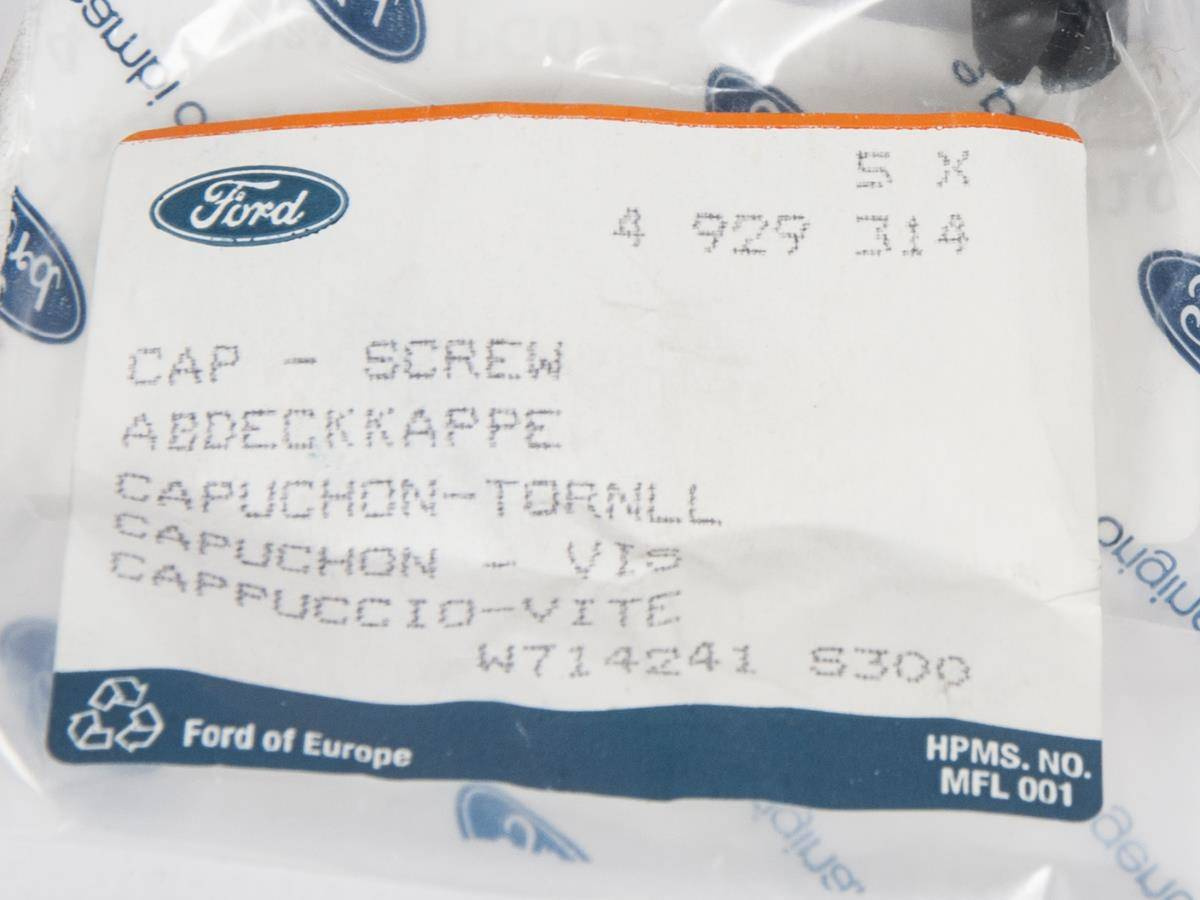 Ford
5 X
4 929 314
CAP - SCREW
ABDECKKAPPE
CAPUCHON-TORNLL
CAPUCHON - VIS
CAPPUCCIO-VITE
W714241 S300
Ford of Europe
HPMS. NO.
MFL 001